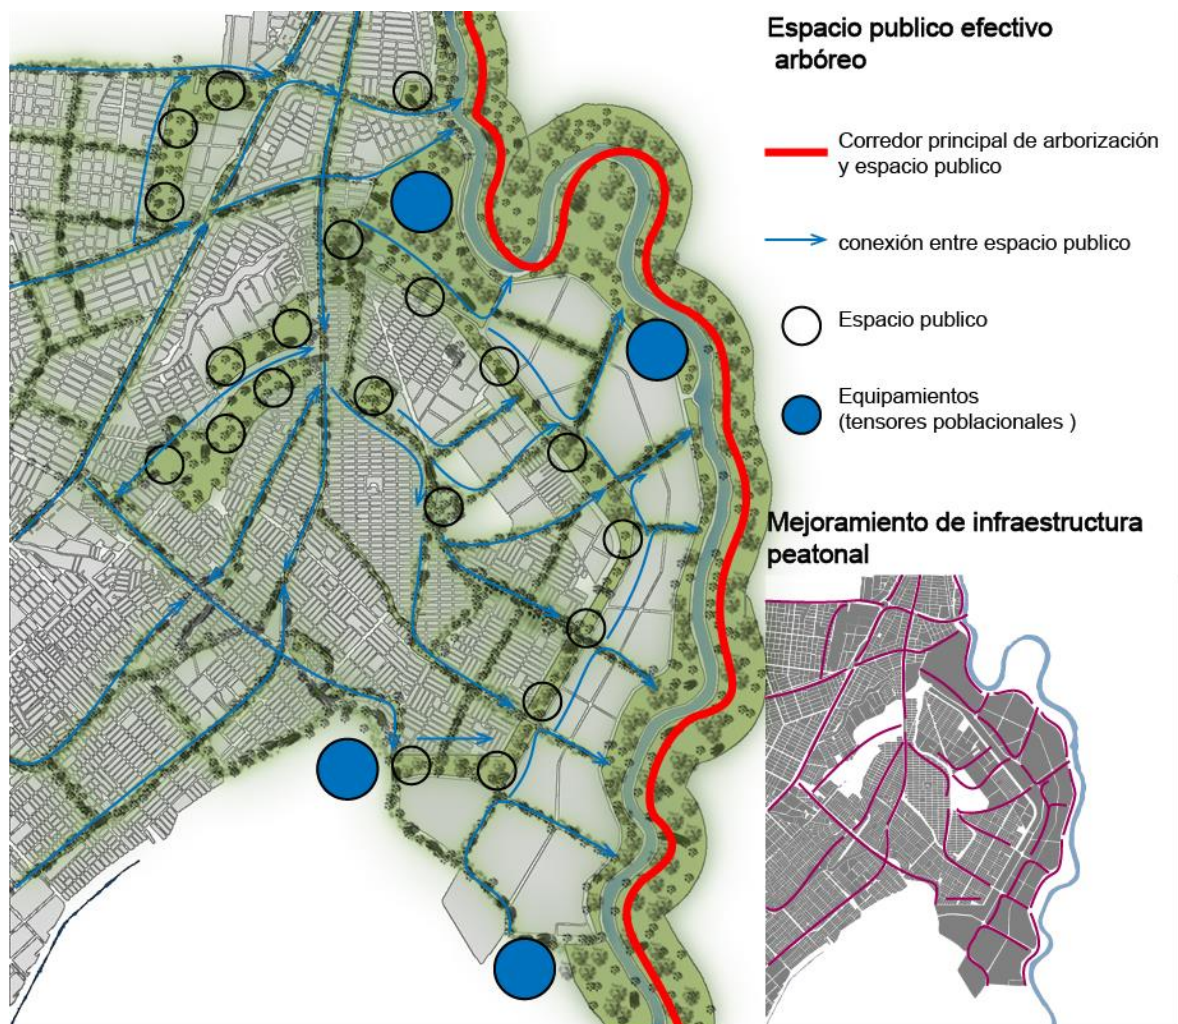 Espacio publico efectivo
arbóreo
Corredor principal de arborización
y espacio publico
conexión entre espacio publico
Espacio publico
Equipamientos
(tensores poblacionales )
Mejoramiento de infraestructura
peatonal